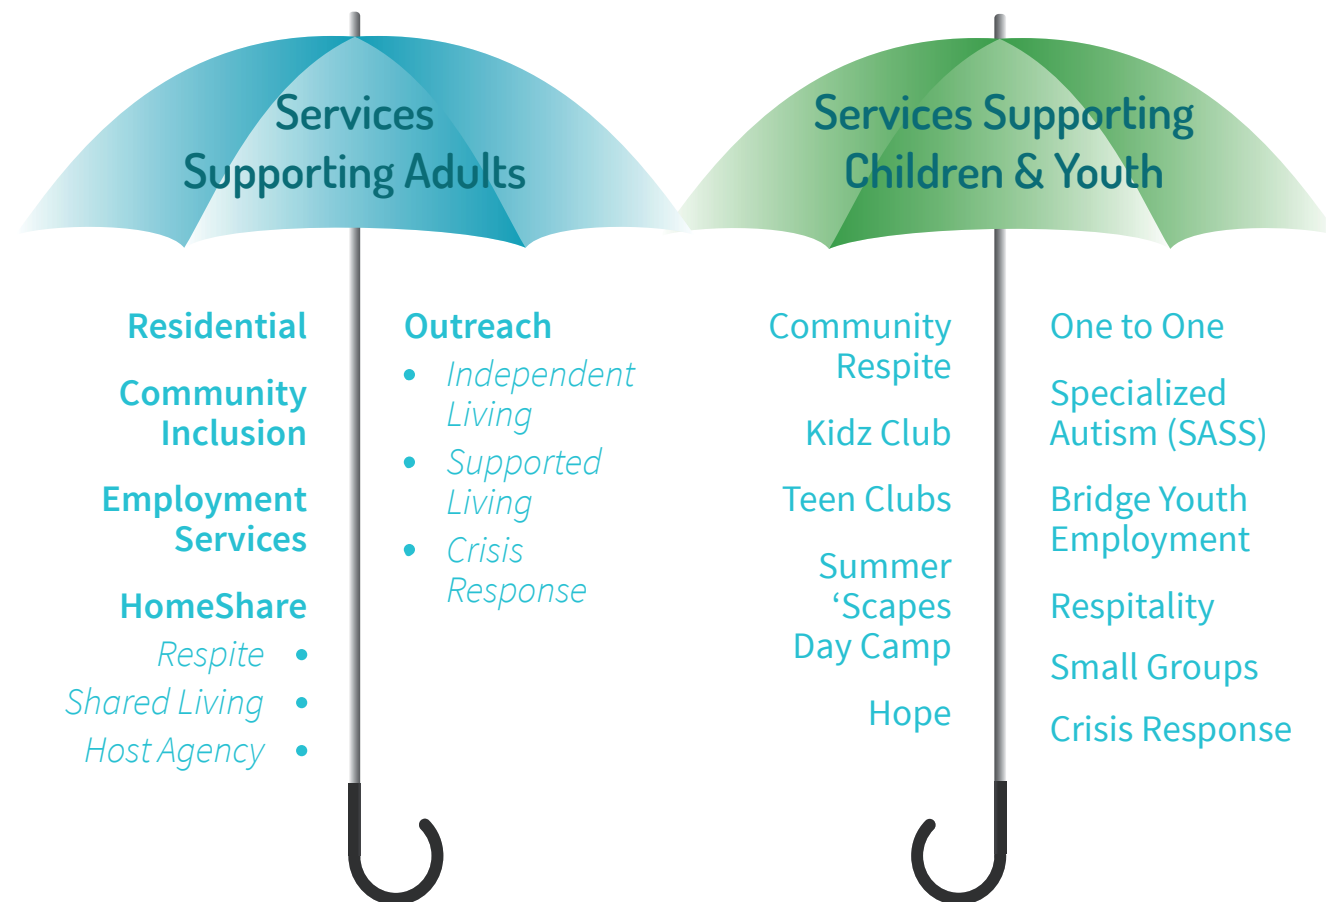 Services
Supporting Adults
Residential
Community
Inclusion
Employment
Services
HomeShare
Respite •
Shared Living •
Host Agency •
Outreach
• Independent
Living
• Supported
Living
• Crisis
Response
Services Supporting
Children & Youth
Community
Respite
Kidz Club
Teen Clubs
Summer
‘Scapes
Day Camp
Hope
One to One
Specialized
Autism (SASS)
Bridge Youth
Employment
Respitality
Small Groups
Crisis Response